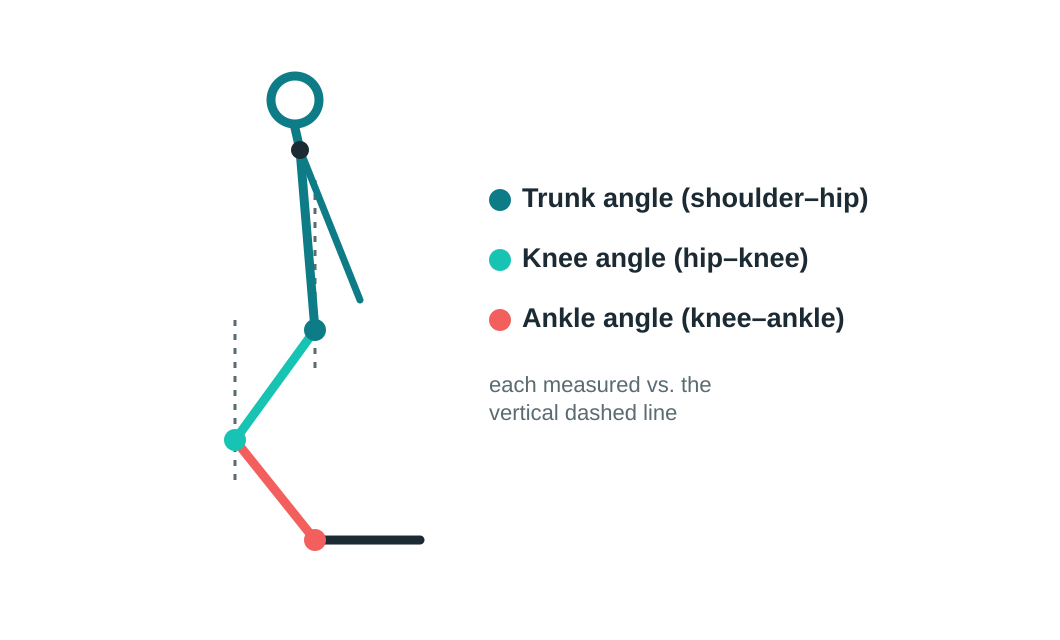 Trunk angle (shoulder–hip)
Knee angle (hip–knee)
Ankle angle (knee–ankle)
each measured vs. the
vertical dashed line